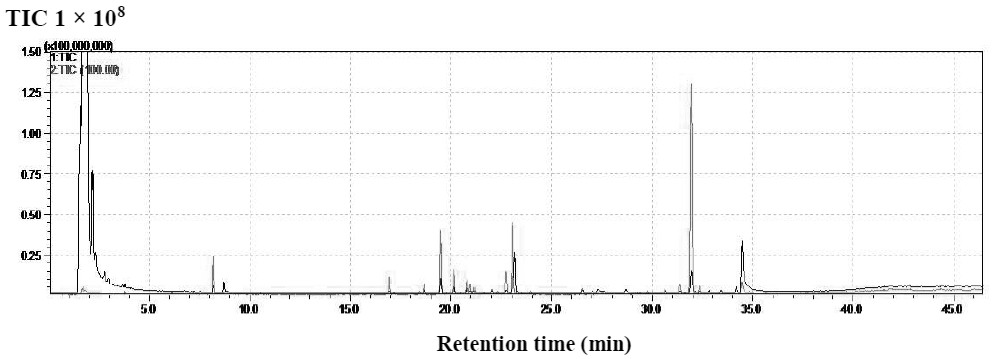 TIC 1 × 10⁸
(x100,000,000)
1.50
1:TIC
2:TIC (100.00)
1.25
1.00
0.75
0.50
0.25
5.0 10.0 15.0 20.0 25.0 30.0 35.0 40.0 45.0
Retention time (min)